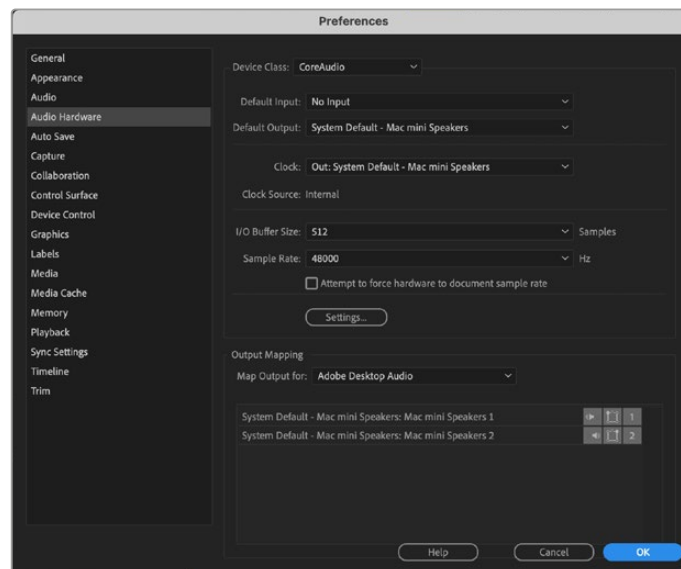 Preferences
General
Appearance
Audio
Audio Hardware
Auto Save
Capture
Collaboration
Control Surface
Device Control
Graphics
Labels
Media
Media Cache
Memory
Playback
Sync Settings
Timeline
Trim
Device Class: CoreAudio
Default Input: No Input
Default Output: System Default - Mac mini Speakers
Clock: Out: System Default - Mac mini Speakers
Clock Source: Internal
I/O Buffer Size: 512 Samples
Sample Rate: 48000 Hz
Attempt to force hardware to document sample rate
Settings...
Output Mapping
Map Output for: Adobe Desktop Audio
System Default - Mac mini Speakers: Mac mini Speakers 1 1
System Default - Mac mini Speakers: Mac mini Speakers 2 2
Help Cancel OK